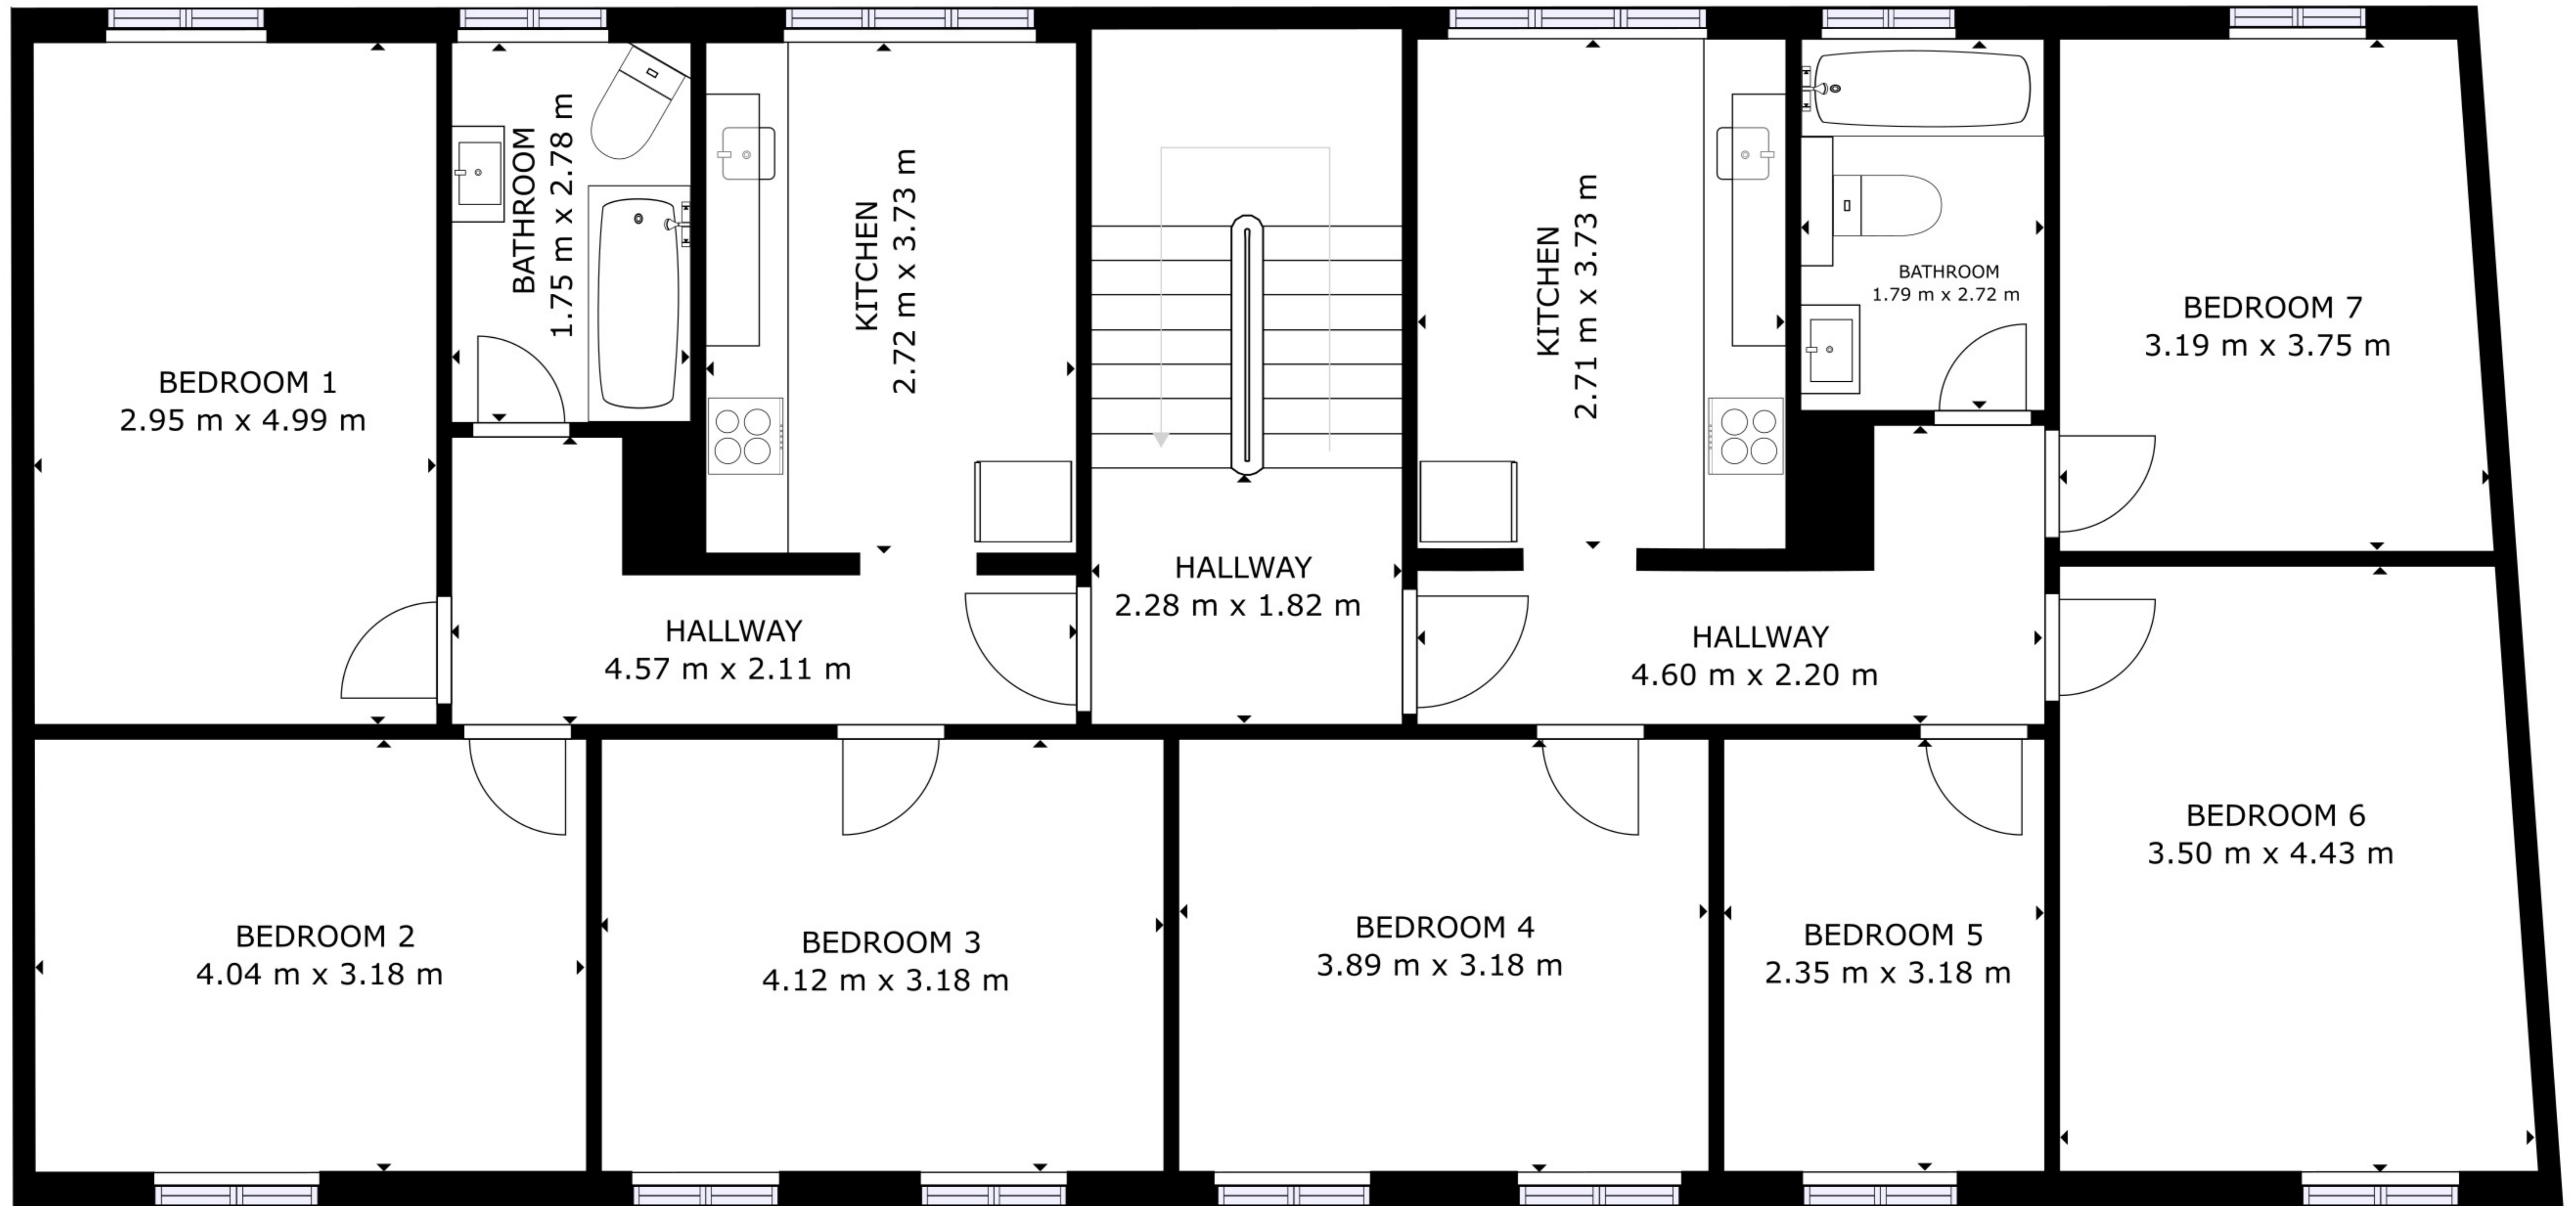 BEDROOM 1
2.95 m x 4.99 m
BATHROOM
1.75 m x 2.78 m
KITCHEN
2.72 m x 3.73 m
HALLWAY
4.57 m x 2.11 m
HALLWAY
2.28 m x 1.82 m
KITCHEN
2.71 m x 3.73 m
BATHROOM
1.79 m x 2.72 m
HALLWAY
4.60 m x 2.20 m
BEDROOM 7
3.19 m x 3.75 m
BEDROOM 2
4.04 m x 3.18 m
BEDROOM 3
4.12 m x 3.18 m
BEDROOM 4
3.89 m x 3.18 m
BEDROOM 5
2.35 m x 3.18 m
BEDROOM 6
3.50 m x 4.43 m